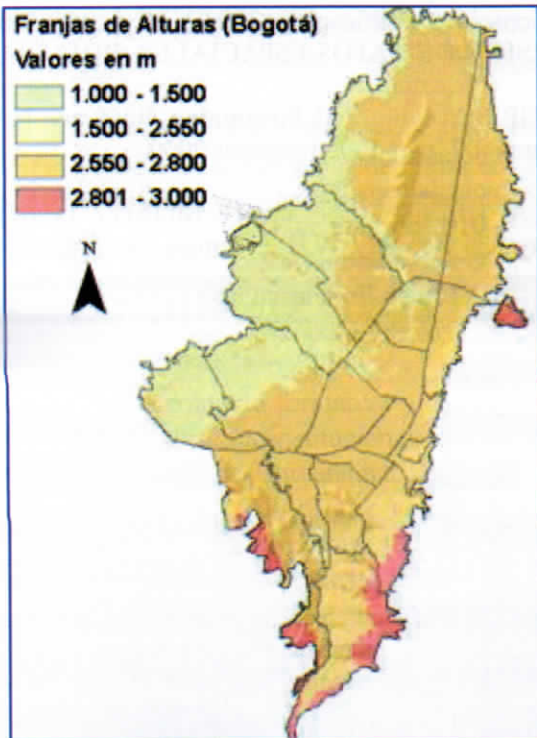 Franjas de Alturas (Bogotá)
Valores en m
1.000 - 1.500
1.500 - 2.550
2.550 - 2.800
2.801 - 3.000
N